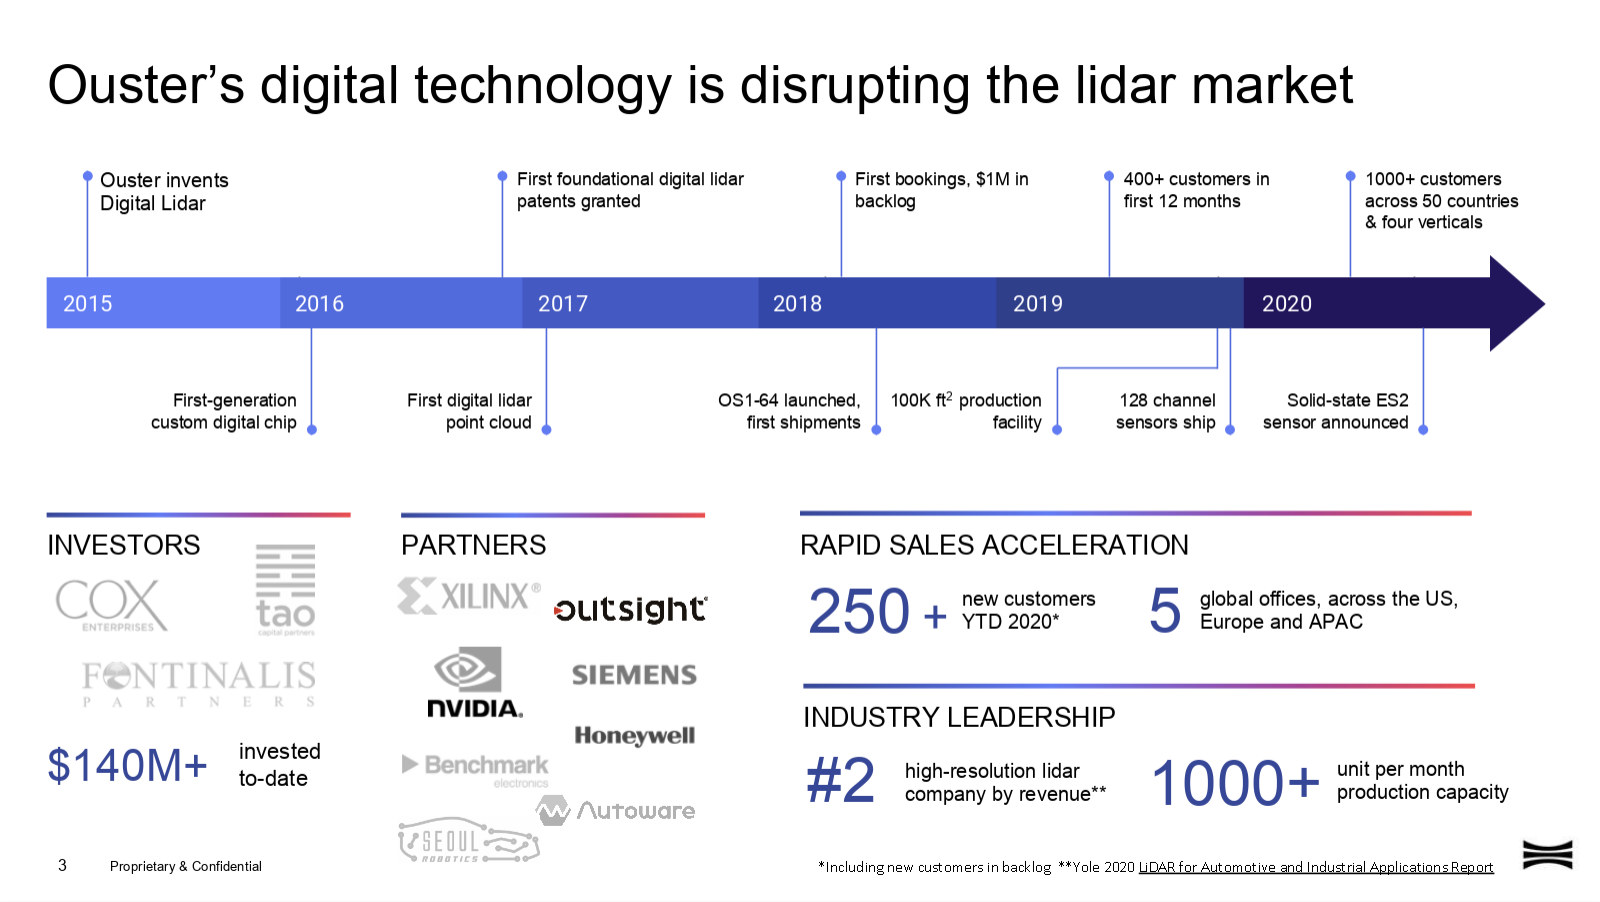 Ouster’s digital technology is disrupting the lidar market
Ouster invents
Digital Lidar
First foundational digital lidar
patents granted
First bookings, $1M in
backlog
400+ customers in
first 12 months
1000+ customers
across 50 countries
& four verticals
2015
2016
2017
2018
2019
2020
First-generation
custom digital chip
First digital lidar
point cloud
OS1-64 launched,
first shipments
100K ft² production
facility
128 channel
sensors ship
Solid-state ES2
sensor announced
INVESTORS
COX
ENTERPRISES
tao
capital partners
FONTINALIS
PARTNERS
$140M+
invested
to-date
PARTNERS
XILINX®
outsight
NVIDIA.
SIEMENS
Honeywell
Benchmark
electronics
Autoware
SEOUL
ROBOTICS
RAPID SALES ACCELERATION
250 +
new customers
YTD 2020*
5
global offices, across the US,
Europe and APAC
INDUSTRY LEADERSHIP
#2
high-resolution lidar
company by revenue**
1000+
unit per month
production capacity
3
Proprietary & Confidential
*Including new customers in backlog **Yole 2020 LiDAR for Automotive and Industrial Applications Report